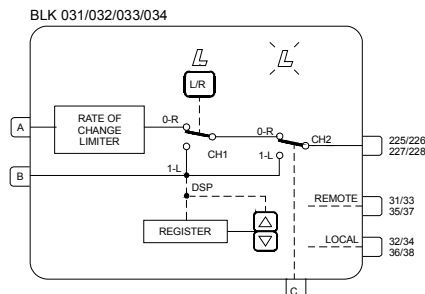 BLK 031/032/033/034
L
L
L/R
A
RATE OF
CHANGE
LIMITER
0-R
CH1
0-R
CH2
1-L
225/226
227/228
B
1-L
DSP
REMOTE
31/33
35/37
REGISTER
LOCAL
32/34
36/38
C